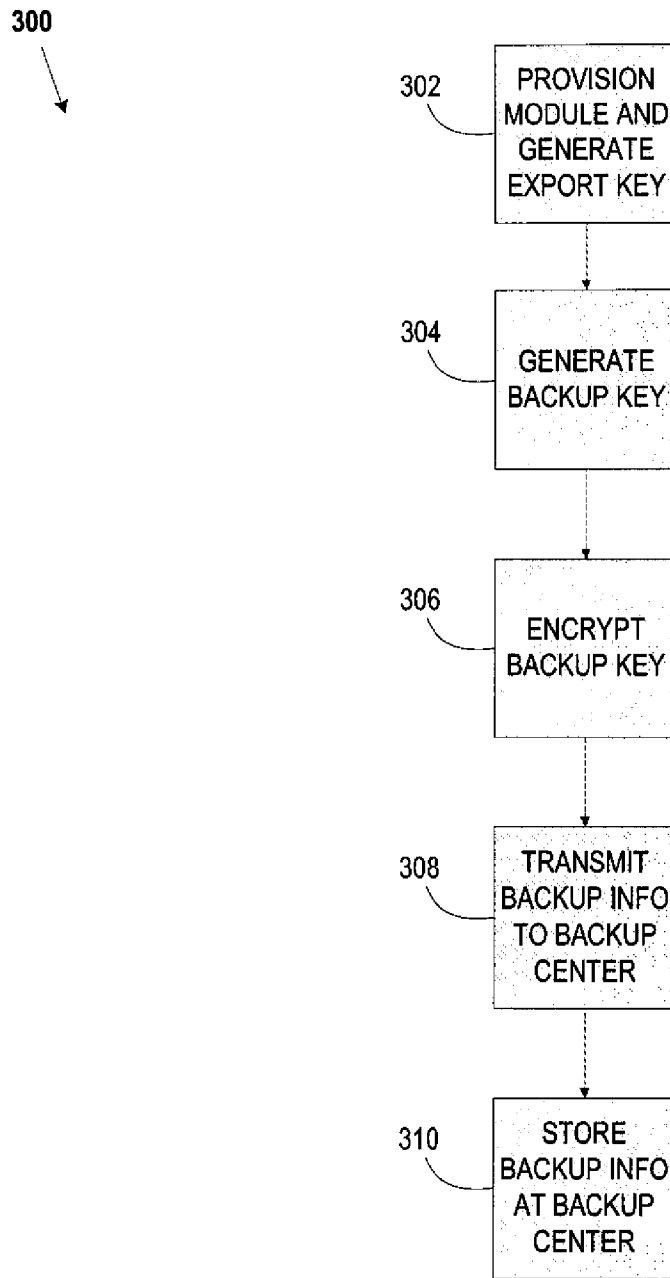 300
302
PROVISION
MODULE AND
GENERATE
EXPORT KEY
304
GENERATE
BACKUP KEY
306
ENCRYPT
BACKUP KEY
308
TRANSMIT
BACKUP INFO
TO BACKUP
CENTER
310
STORE
BACKUP INFO
AT BACKUP
CENTER